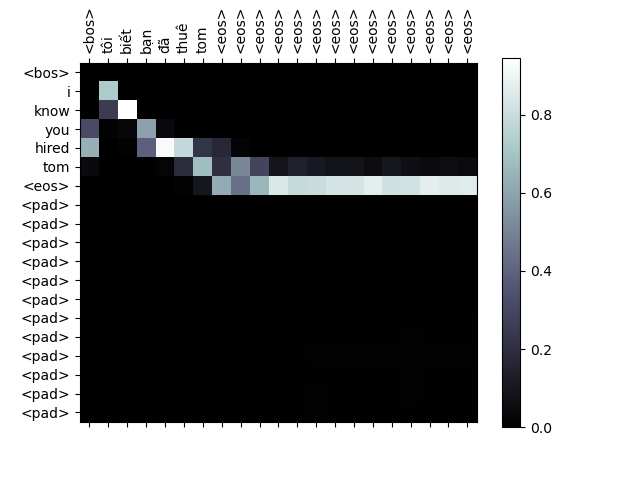 <bos> tôi biết bạn đã thuê tom <eos> <eos> <eos> <eos> <eos> <eos> <eos> <eos> <eos> <eos> <eos> <eos> <eos> <eos>
<bos>
i
know
you
hired
tom
<eos>
<pad>
<pad>
<pad>
<pad>
<pad>
<pad>
<pad>
<pad>
<pad>
<pad>
<pad>
<pad>
0.8
0.6
0.4
0.2
0.0